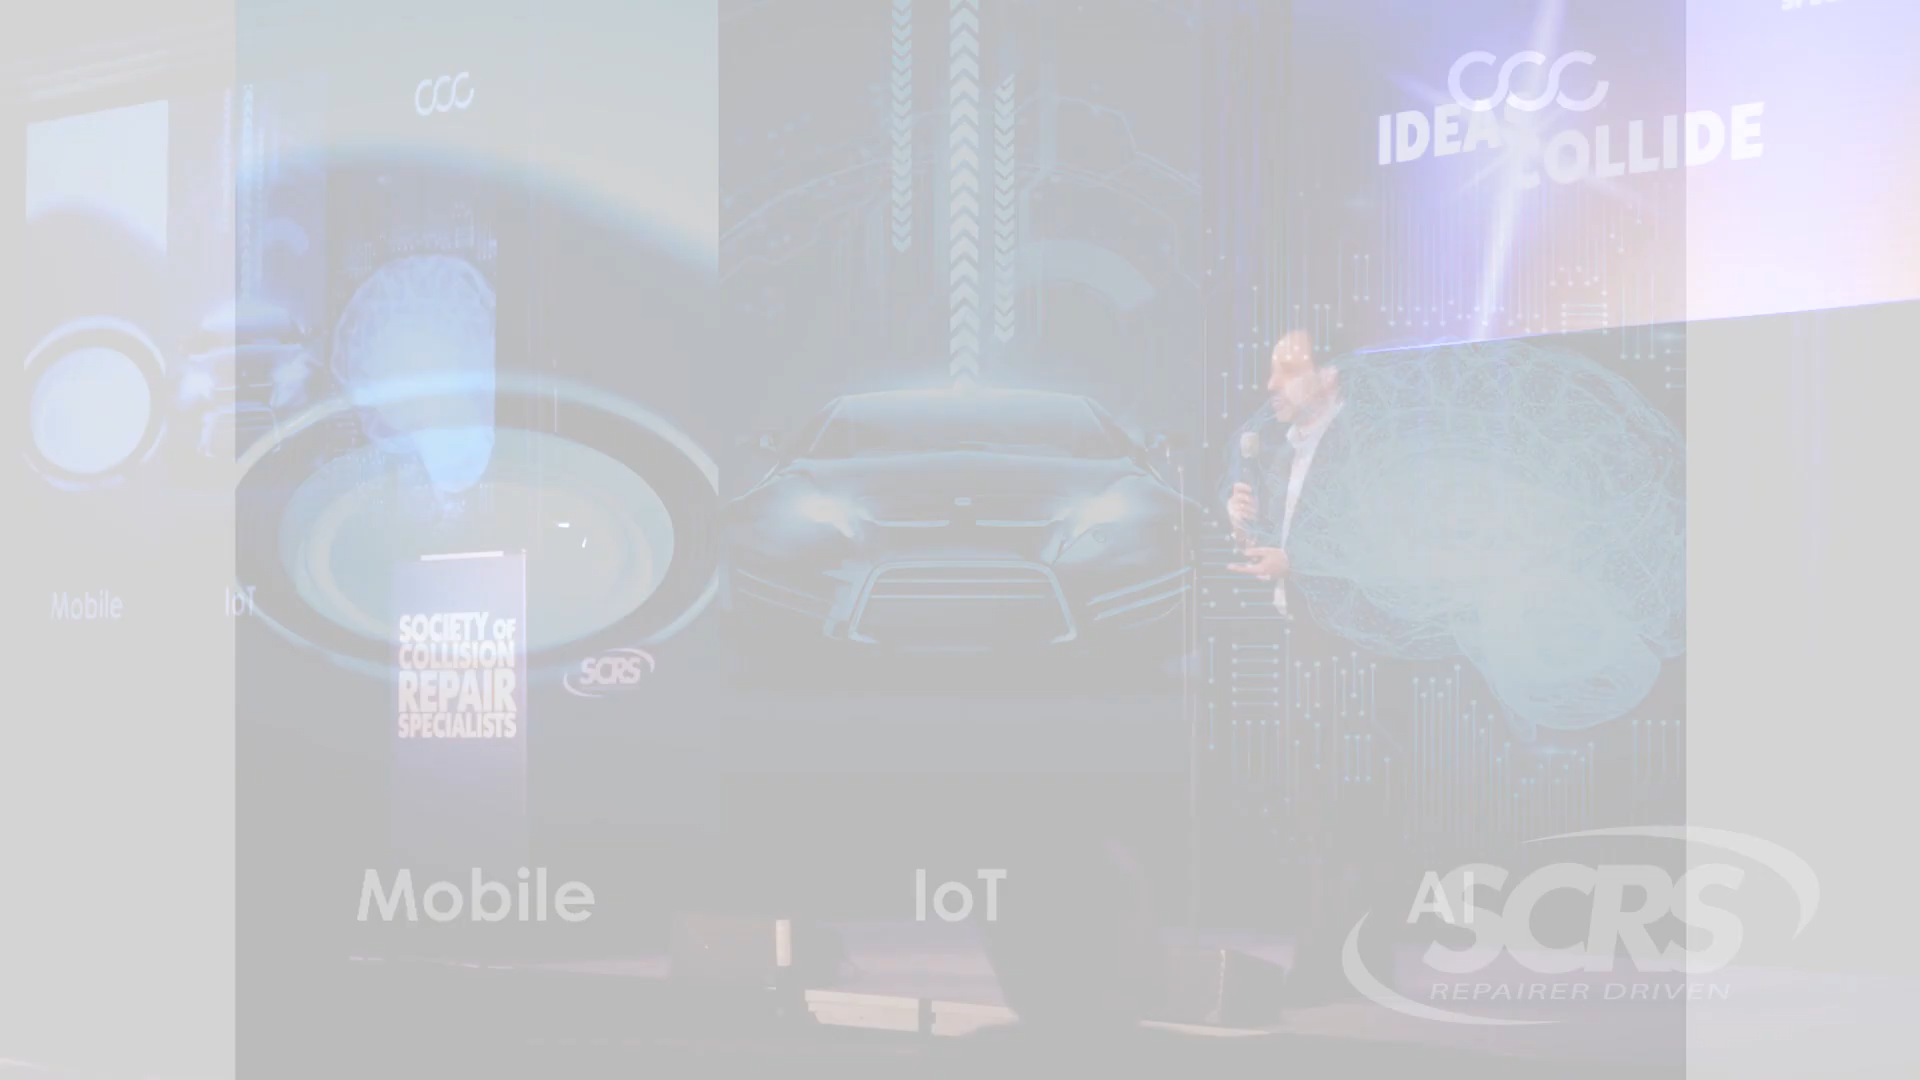 CCC
CCC
IDEAS
COLLIDE
Mobile
IoT
SOCIETY OF
COLLISION
REPAIR
SPECIALISTS
SCRS
Mobile
IoT
AI
SCRS
REPAIRER DRIVEN